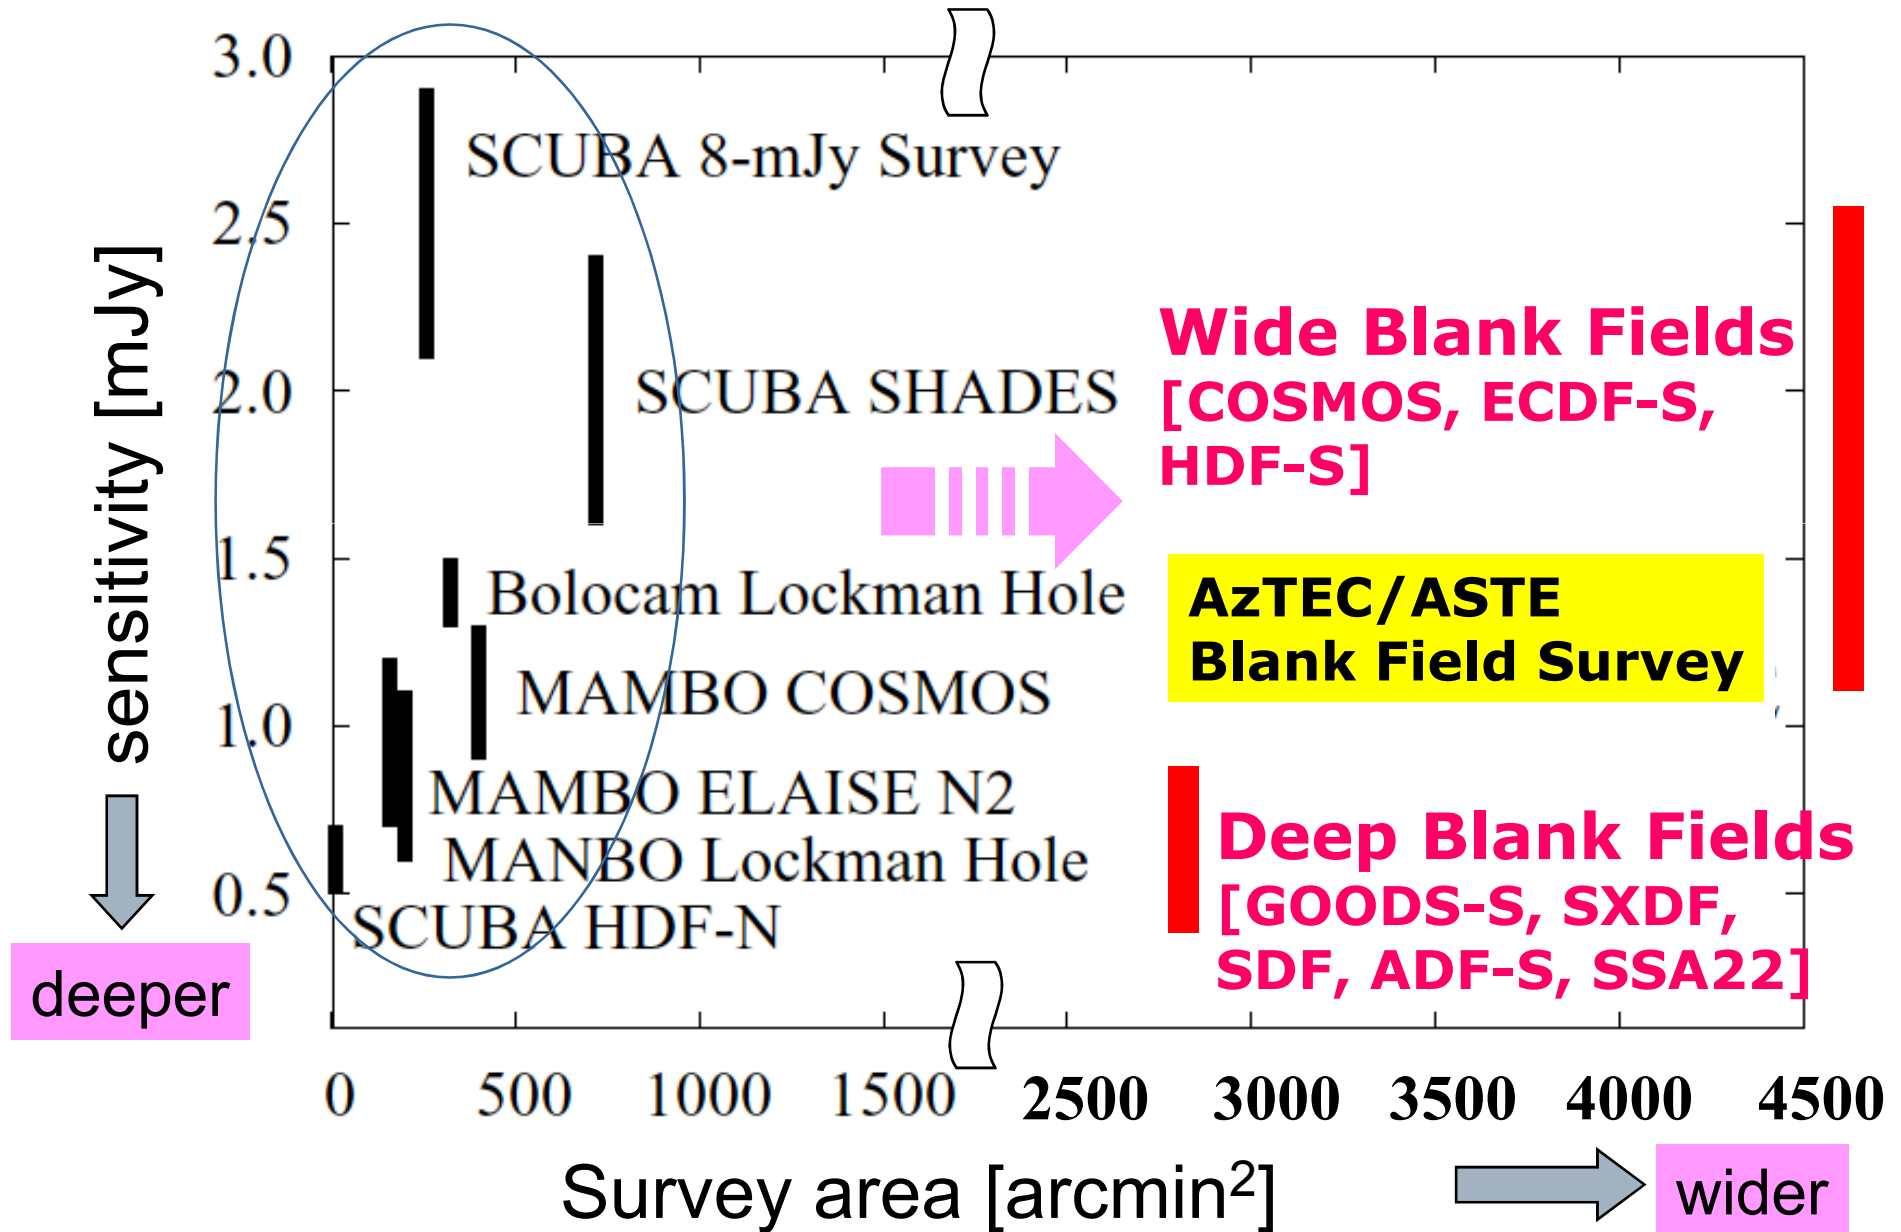 3.0
2.5
2.0
1.5
1.0
0.5
sensitivity [mJy]
deeper
SCUBA 8-mJy Survey
SCUBA SHADES
Bolocam Lockman Hole
MAMBO COSMOS
MAMBO ELAISE N2
MANBO Lockman Hole
SCUBA HDF-N
Wide Blank Fields
[COSMOS, ECDF-S,
HDF-S]
AzTEC/ASTE
Blank Field Survey
Deep Blank Fields
[GOODS-S, SXDF,
SDF, ADF-S, SSA22]
0 500 1000 1500 2500 3000 3500 4000 4500
Survey area [arcmin²]
wider